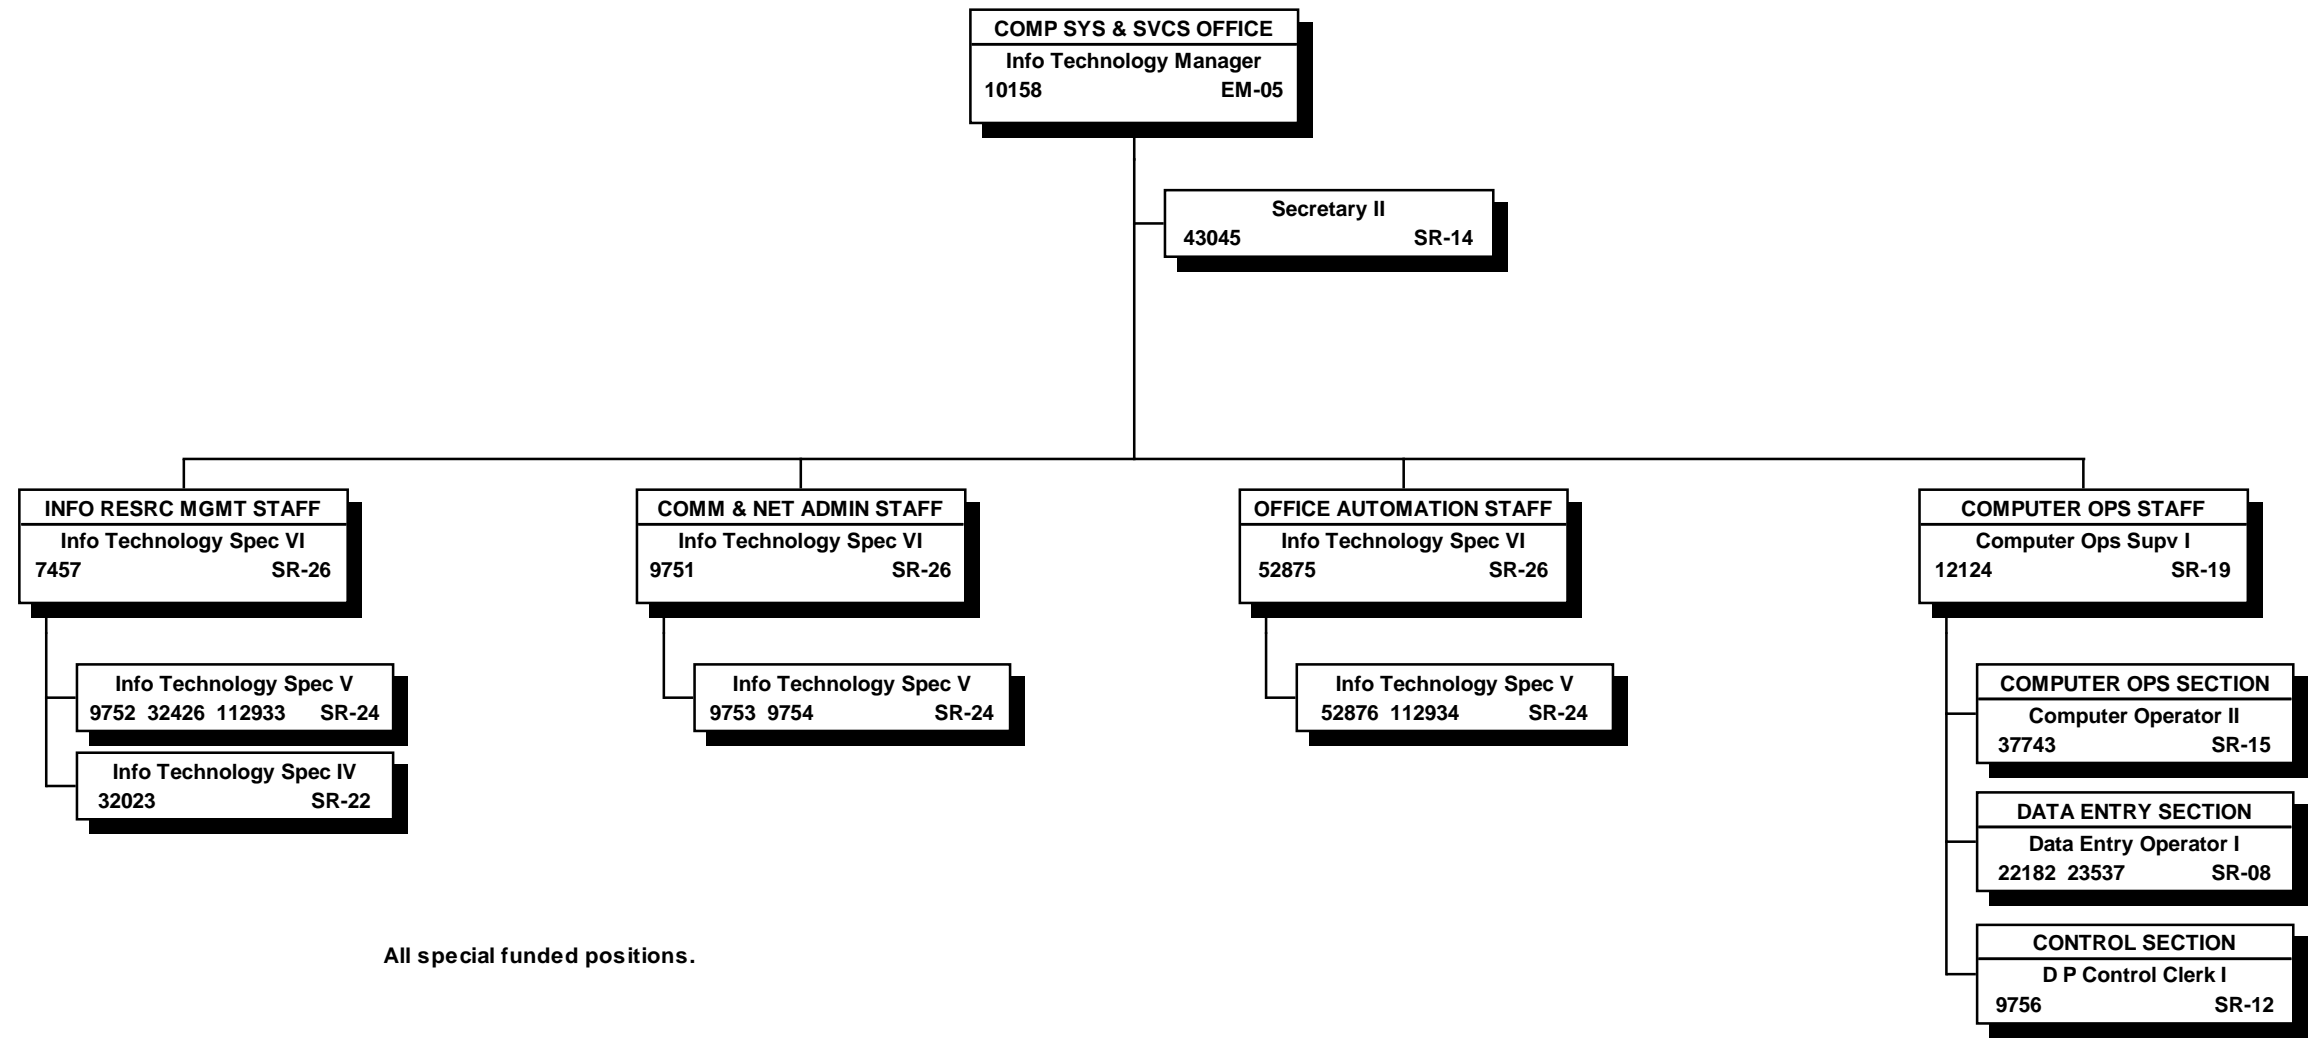 COMP SYS & SVCS OFFICE
Info Technology Manager
10158 EM-05
Secretary II
43045 SR-14
INFO RESRC MGMT STAFF
Info Technology Spec VI
7457 SR-26
Info Technology Spec V
9752 32426 112933 SR-24
Info Technology Spec IV
32023 SR-22
COMM & NET ADMIN STAFF
Info Technology Spec VI
9751 SR-26
Info Technology Spec V
9753 9754 SR-24
OFFICE AUTOMATION STAFF
Info Technology Spec VI
52875 SR-26
Info Technology Spec V
52876 112934 SR-24
COMPUTER OPS STAFF
Computer Ops Supv I
12124 SR-19
COMPUTER OPS SECTION
Computer Operator II
37743 SR-15
DATA ENTRY SECTION
Data Entry Operator I
22182 23537 SR-08
CONTROL SECTION
D P Control Clerk I
9756 SR-12
All special funded positions.